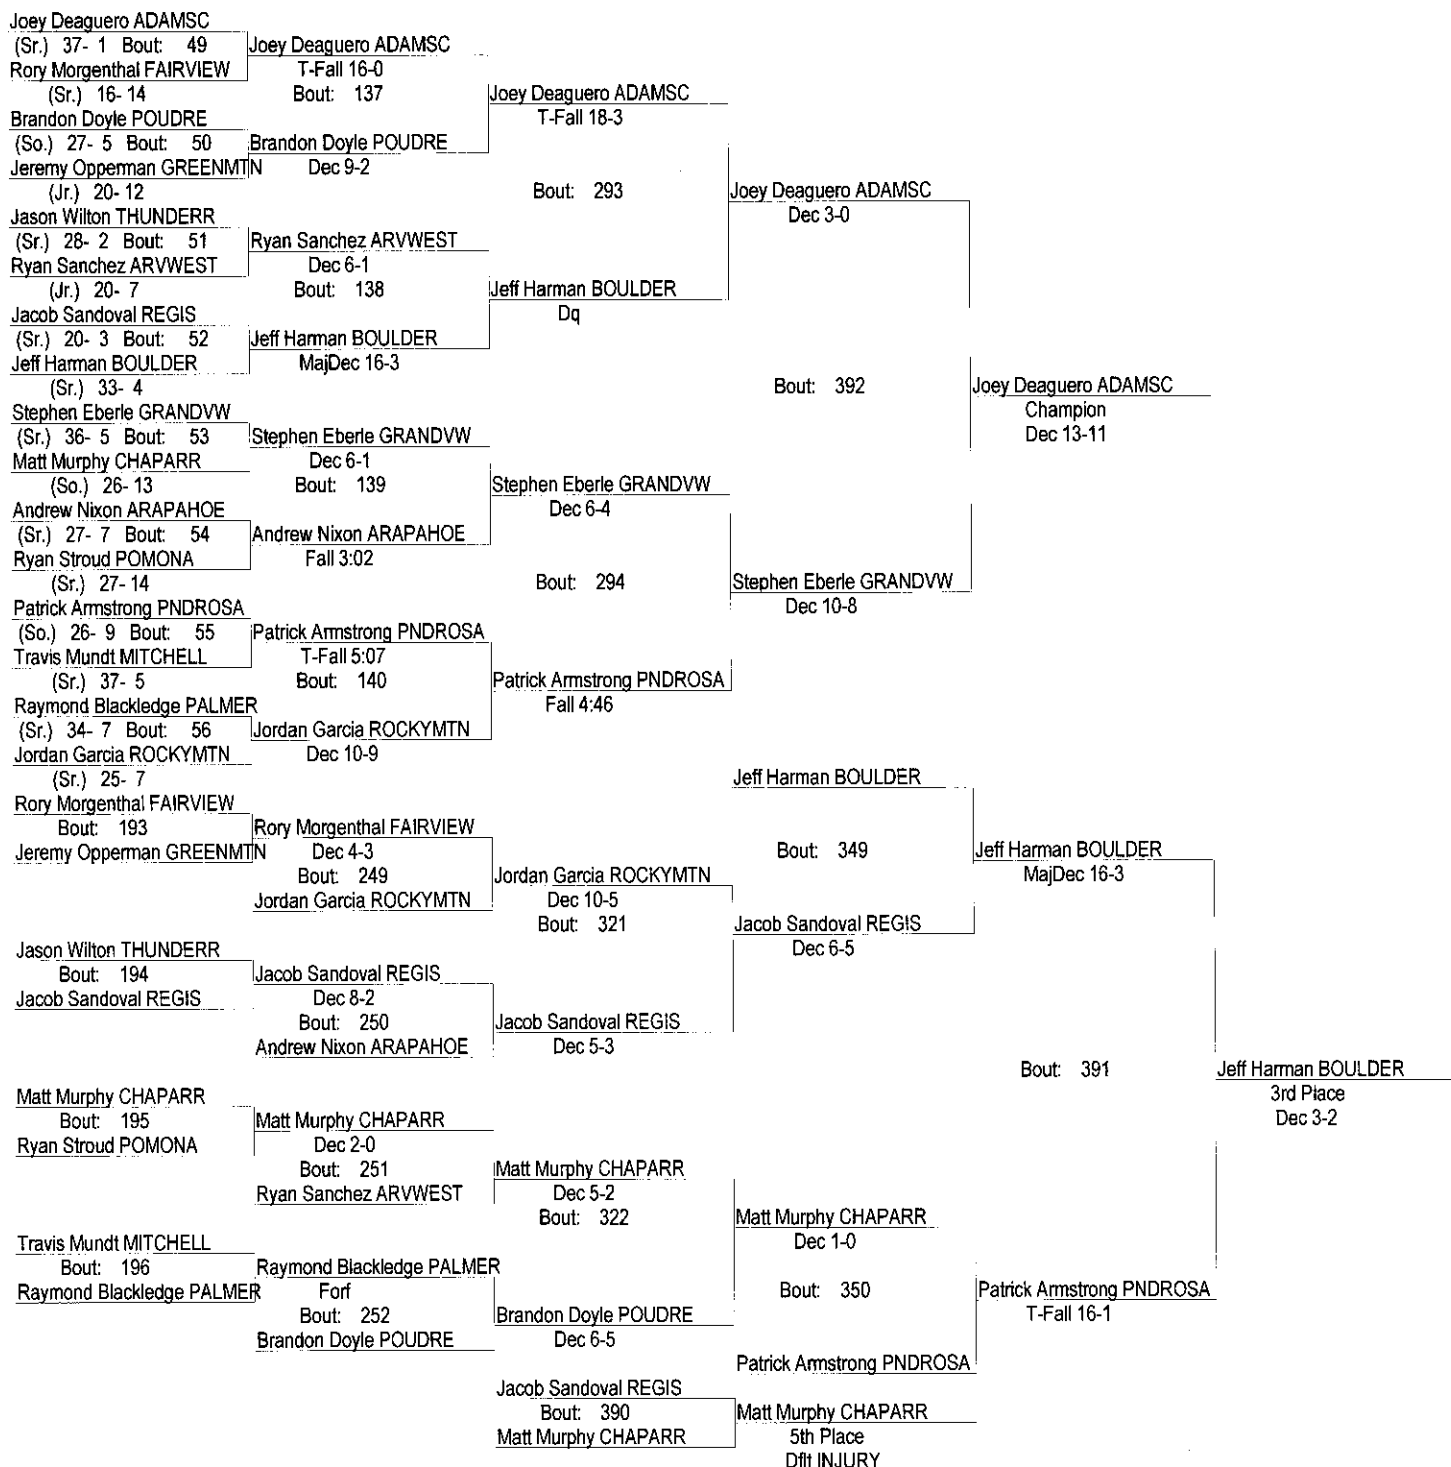 Joey Deaguero ADAMSC
(Sr.) 37- 1 Bout: 49 Joey Deaguero ADAMSC
Rory Morgenthal FAIRVIEW T-Fall 16-0
(Sr.) 16- 14 Bout: 137 Joey Deaguero ADAMSC
Brandon Doyle POUDRE T-Fall 18-3
(So.) 27- 5 Bout: 50 Brandon Doyle POUDRE
Jeremy Opperman GREENMTN Dec 9-2
(Jr.) 20- 12 Bout: 293 Joey Deaguero ADAMSC
Jason Wilton THUNDERR Dec 3-0
(Sr.) 28- 2 Bout: 51 Ryan Sanchez ARVWEST
Ryan Sanchez ARVWEST Dec 6-1
(Jr.) 20- 7 Bout: 138 Jeff Harman BOULDER
Jacob Sandoval REGIS Dq
(Sr.) 20- 3 Bout: 52 Jeff Harman BOULDER
Jeff Harman BOULDER MajDec 16-3
(Sr.) 33- 4 Bout: 392 Joey Deaguero ADAMSC
Stephen Eberle GRANDVW Champion
(Sr.) 36- 5 Bout: 53 Stephen Eberle GRANDVW Dec 13-11
Matt Murphy CHAPARR Dec 6-1
(So.) 26- 13 Bout: 139 Stephen Eberle GRANDVW
Andrew Nixon ARAPAHOE Dec 6-4
(Sr.) 27- 7 Bout: 54 Andrew Nixon ARAPAHOE
Ryan Stroud POMONA Fall 3:02
(Sr.) 27- 14 Bout: 294 Stephen Eberle GRANDVW
Patrick Armstrong PNDROSA Dec 10-8
(So.) 26- 9 Bout: 55 Patrick Armstrong PNDROSA
Travis Mundt MITCHELL T-Fall 5:07
(Sr.) 37- 5 Bout: 140 Patrick Armstrong PNDROSA
Raymond Blackledge PALMER Fall 4:46
(Sr.) 34- 7 Bout: 56 Jordan Garcia ROCKYMTN
Jordan Garcia ROCKYMTN Dec 10-9
(Sr.) 25- 7 Jeff Harman BOULDER
Rory Morgenthal FAIRVIEW
Bout: 193 Rory Morgenthal FAIRVIEW
Jeremy Opperman GREENMTN Dec 4-3 Bout: 349 Jeff Harman BOULDER
Bout: 249 Jordan Garcia ROCKYMTN MajDec 16-3
Jordan Garcia ROCKYMTN Dec 10-5
Bout: 321 Jacob Sandoval REGIS
Jason Wilton THUNDERR Dec 6-5
Bout: 194 Jacob Sandoval REGIS
Jacob Sandoval REGIS Dec 8-2
Bout: 250 Jacob Sandoval REGIS
Andrew Nixon ARAPAHOE Dec 5-3
Bout: 391 Jeff Harman BOULDER
Matt Murphy CHAPARR 3rd Place
Bout: 195 Matt Murphy CHAPARR Dec 3-2
Ryan Stroud POMONA Dec 2-0
Bout: 251 Matt Murphy CHAPARR
Ryan Sanchez ARVWEST Dec 5-2
Bout: 322 Matt Murphy CHAPARR
Travis Mundt MITCHELL Dec 1-0
Bout: 196 Raymond Blackledge PALMER
Raymond Blackledge PALMER Forf Bout: 350 Patrick Armstrong PNDROSA
Bout: 252 Brandon Doyle POUDRE T-Fall 16-1
Brandon Doyle POUDRE Dec 6-5
Patrick Armstrong PNDROSA
Jacob Sandoval REGIS
Bout: 390 Matt Murphy CHAPARR
Matt Murphy CHAPARR 5th Place
Dflt INJURY